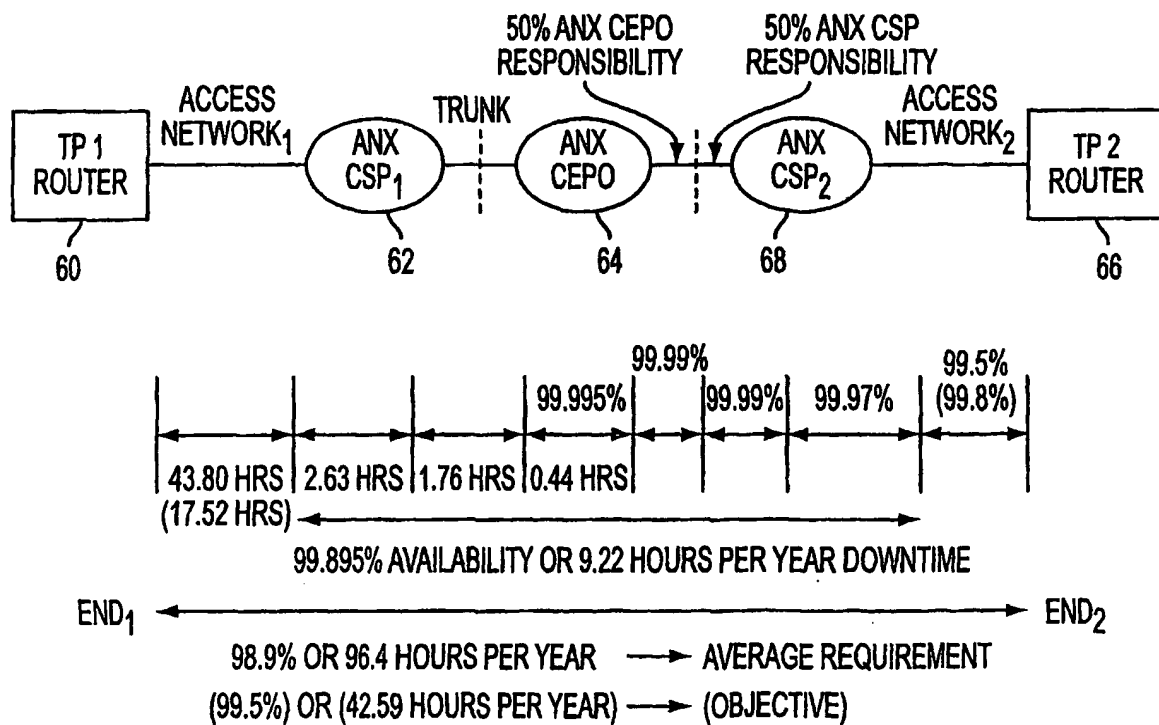 50% ANX CEPO
RESPONSIBILITY
50% ANX CSP
RESPONSIBILITY
ACCESS
NETWORK1
TRUNK
ACCESS
NETWORK2
TP 1
ROUTER
ANX
CSP1
ANX
CEPO
ANX
CSP2
TP 2
ROUTER
60
62
64
68
66
99.99%
99.5%
(99.8%)
99.995%
99.99%
99.97%
43.80 HRS
(17.52 HRS)
2.63 HRS
1.76 HRS
0.44 HRS
99.895% AVAILABILITY OR 9.22 HOURS PER YEAR DOWNTIME
END1
END2
98.9% OR 96.4 HOURS PER YEAR → AVERAGE REQUIREMENT
(99.5%) OR (42.59 HOURS PER YEAR) → (OBJECTIVE)